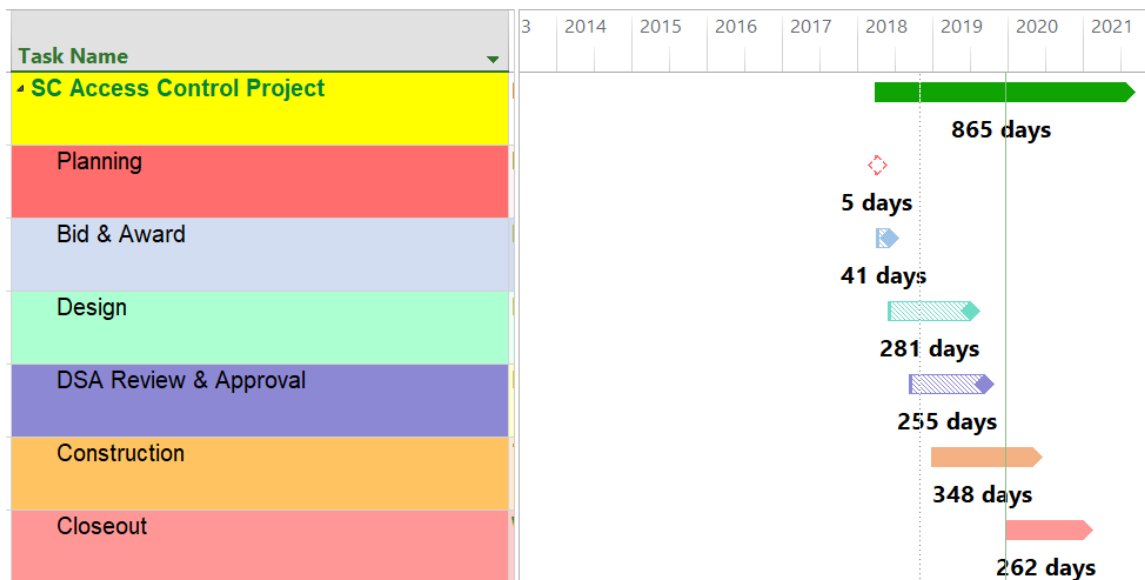 3 2014 2015 2016 2017 2018 2019 2020 2021
Task Name
SC Access Control Project
865 days
Planning
5 days
Bid & Award
41 days
Design
281 days
DSA Review & Approval
255 days
Construction
348 days
Closeout
262 days